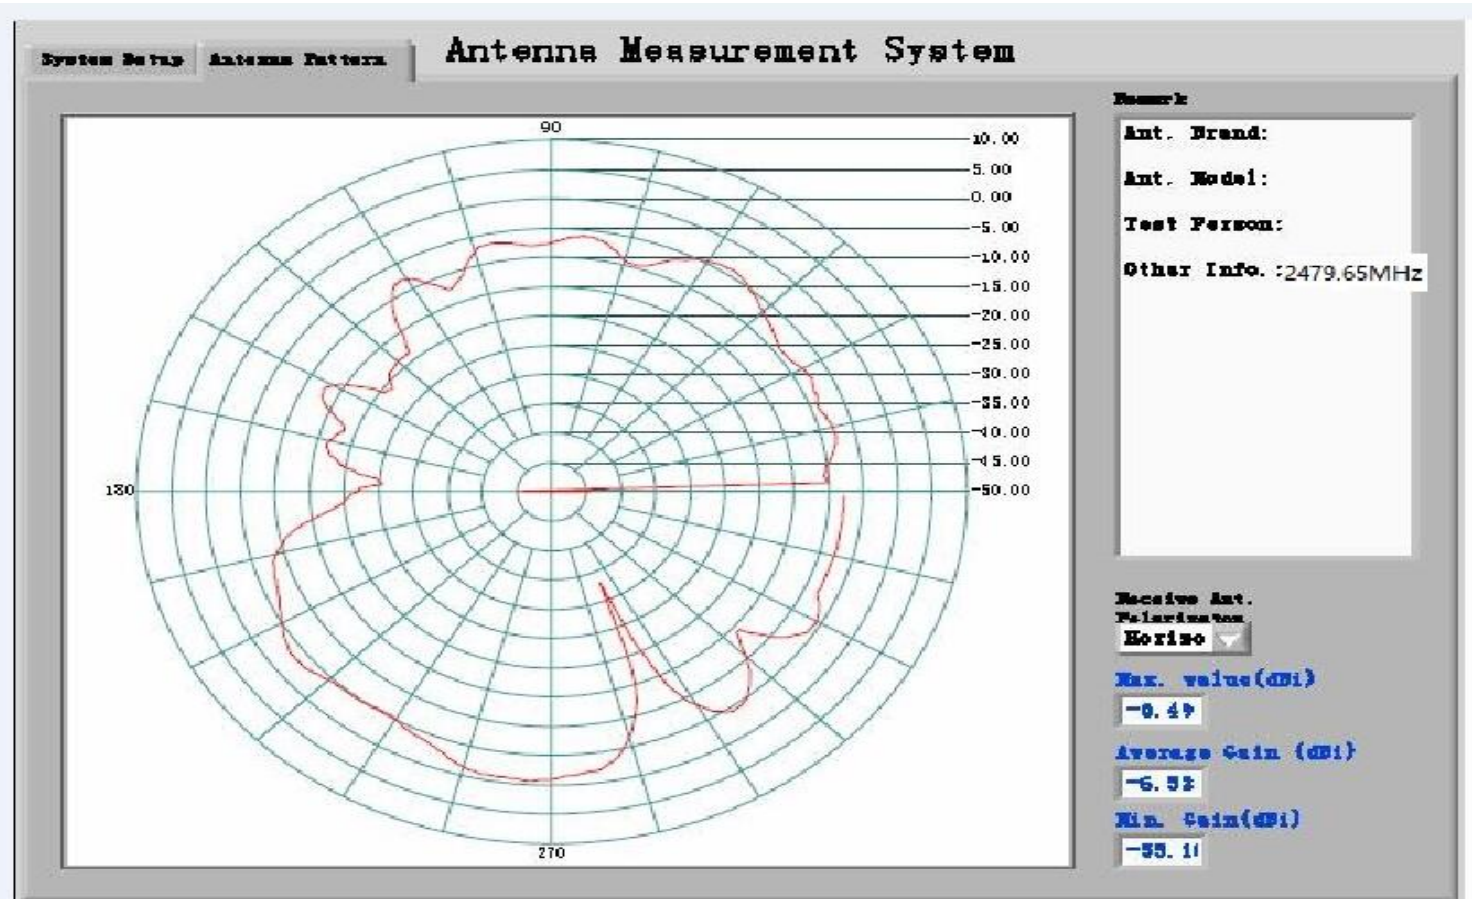 Antenna Measurement System
System Setup
Antenna Pattern
Remark
Ant. Brand:
Ant. Model:
Test Person:
Other Info. :2479.65MHz
90
10.00
5.00
0.00
-5.00
-10.00
-15.00
-20.00
-25.00
-30.00
-35.00
-40.00
-45.00
-50.00
180
270
Receive Ant.
Horizo
Max. value(dBi)
-0.49
Average Gain (dBi)
Min. Gain(dBi)